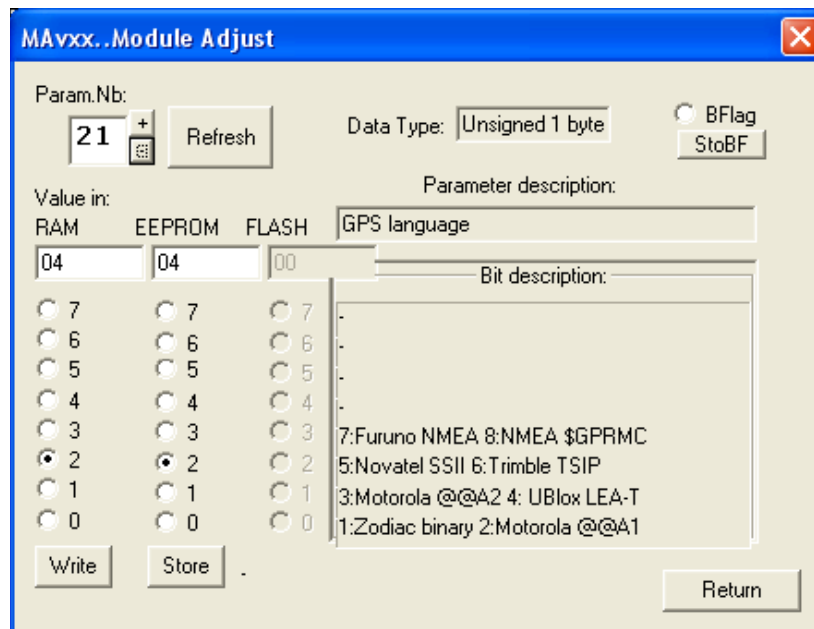 MAvxx..Module Adjust
Param.Nb:
21 +
Refresh
Data Type: Unsigned 1 byte
BFlag
StoBF
Parameter description:
GPS language
Value in:
RAM EEPROM FLASH
04 04 00
Bit description:
7 7 7 -
6 6 6 -
5 5 5 -
4 4 4 -
3 3 3 7:Furuno NMEA 8:NMEA $GPRMC
2 2 2 5:Novatel SSII 6:Trimble TSIP
1 1 1 3:Motorola @@A2 4: UBlox LEA-T
0 0 0 1:Zodiac binary 2:Motorola @@A1
Write Store .
Return